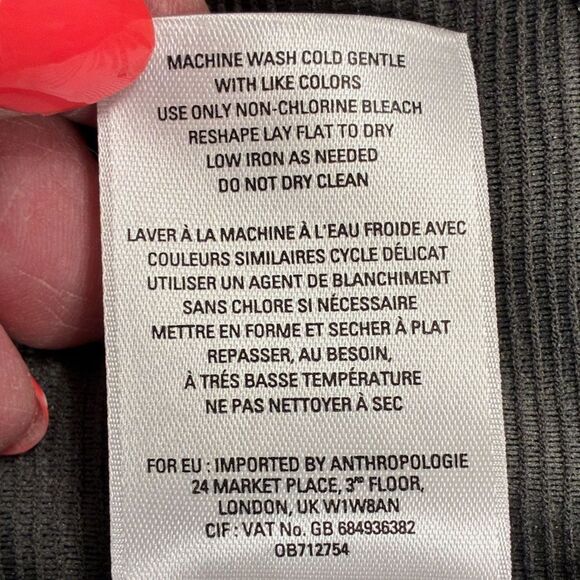 MACHINE WASH COLD GENTLE
WITH LIKE COLORS
USE ONLY NON-CHLORINE BLEACH
RESHAPE LAY FLAT TO DRY
LOW IRON AS NEEDED
DO NOT DRY CLEAN
LAVER À LA MACHINE À L'EAU FROIDE AVEC
COULEURS SIMILAIRES CYCLE DÉLICAT
UTILISER UN AGENT DE BLANCHIMENT
SANS CHLORE SI NÉCESSAIRE
METTRE EN FORME ET SECHER À PLAT
REPASSER, AU BESOIN,
À TRÉS BASSE TEMPÉRATURE
NE PAS NETTOYER À SEC
FOR EU : IMPORTED BY ANTHROPOLOGIE
24 MARKET PLACE, 3RD FLOOR,
LONDON, UK W1W8AN
CIF : VAT No. GB 684936382
OB712754